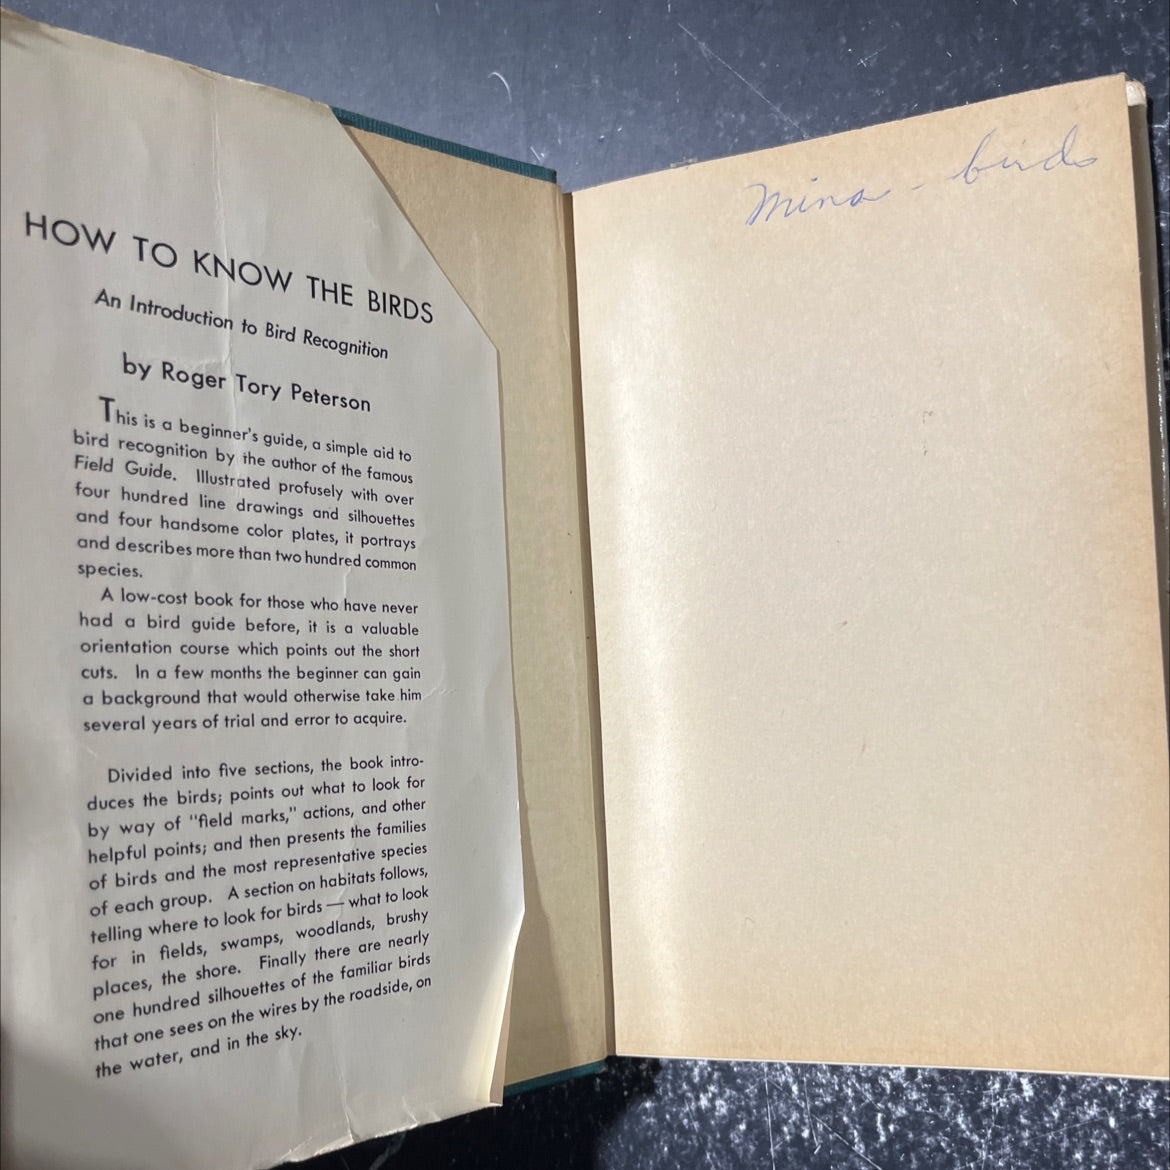 HOW TO KNOW THE BIRDS
An Introduction to Bird Recognition
by Roger Tory Peterson
This is a beginner's guide, a simple aid to
bird recognition by the author of the famous
Field Guide. Illustrated profusely with over
four hundred line drawings and silhouettes
and four handsome color plates, it portrays
and describes more than two hundred common
species.
A low-cost book for those who have never
had a bird guide before, it is a valuable
orientation course which points out the short
cuts. In a few months the beginner can gain
a background that would otherwise take him
several years of trial and error to acquire.
Divided into five sections, the book intro-
duces the birds; points out what to look for
by way of "field marks," actions, and other
helpful points; and then presents the families
of birds and the most representative species
of each group. A section on habitats follows,
telling where to look for birds — what to look
for in fields, swamps, woodlands, brushy
places, the shore. Finally there are nearly
one hundred silhouettes of the familiar birds
that one sees on the wires by the roadside, on
the water, and in the sky.
Mina - birds